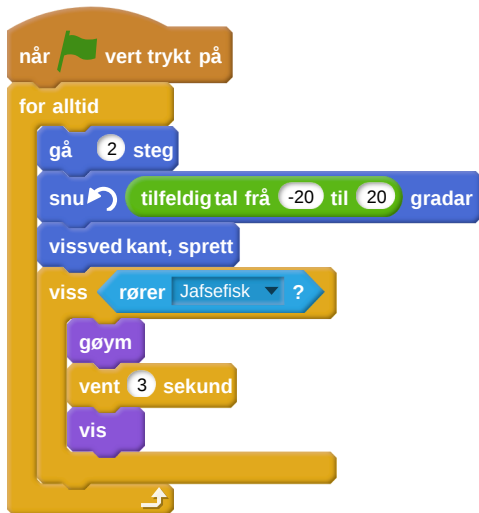 når vert trykt på
for alltid
gå 2 steg
snu tilfeldig tal frå -20 til 20 gradar
vissved kant, sprett
viss rører Jafsefisk ?
gøym
vent 3 sekund
vis